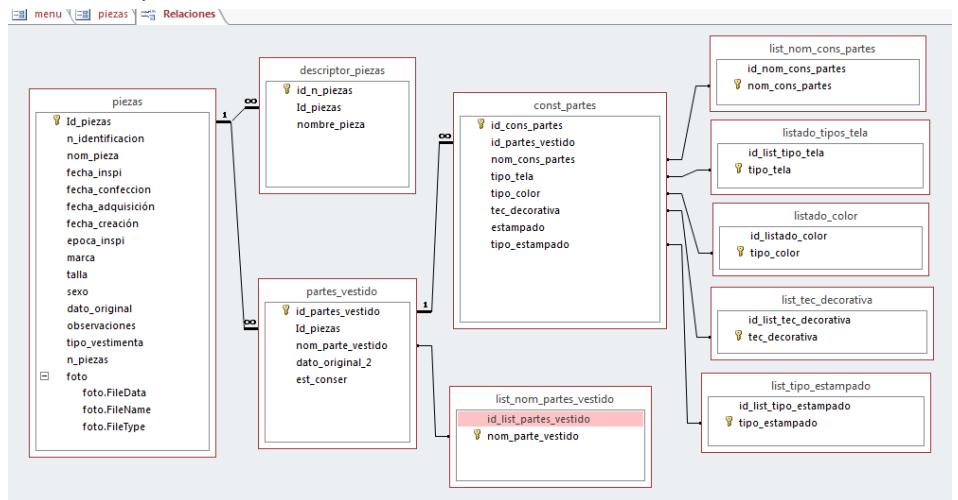 menu piezas Relaciones
piezas
Id_piezas
n_identificacion
nom_pieza
fecha_inspi
fecha_confeccion
fecha_adquisición
fecha_creación
epoca_inspi
marca
talla
sexo
dato_original
observaciones
tipo_vestimenta
n_piezas
foto
foto.FileData
foto.FileName
foto.FileType
1
∞
∞
descriptor_piezas
id_n_piezas
Id_piezas
nombre_pieza
partes_vestido
id_partes_vestido
Id_piezas
nom_parte_vestido
dato_original_2
est_conser
1
∞
const_partes
id_cons_partes
id_partes_vestido
nom_cons_partes
tipo_tela
tipo_color
tec_decorativa
estampado
tipo_estampado
list_nom_partes_vestido
id_list_partes_vestido
nom_parte_vestido
list_nom_cons_partes
id_nom_cons_partes
nom_cons_partes
listado_tipos_tela
id_list_tipo_tela
tipo_tela
listado_color
id_listado_color
tipo_color
list_tec_decorativa
id_list_tec_decorativa
tec_decorativa
list_tipo_estampado
id_list_tipo_estampado
tipo_estampado